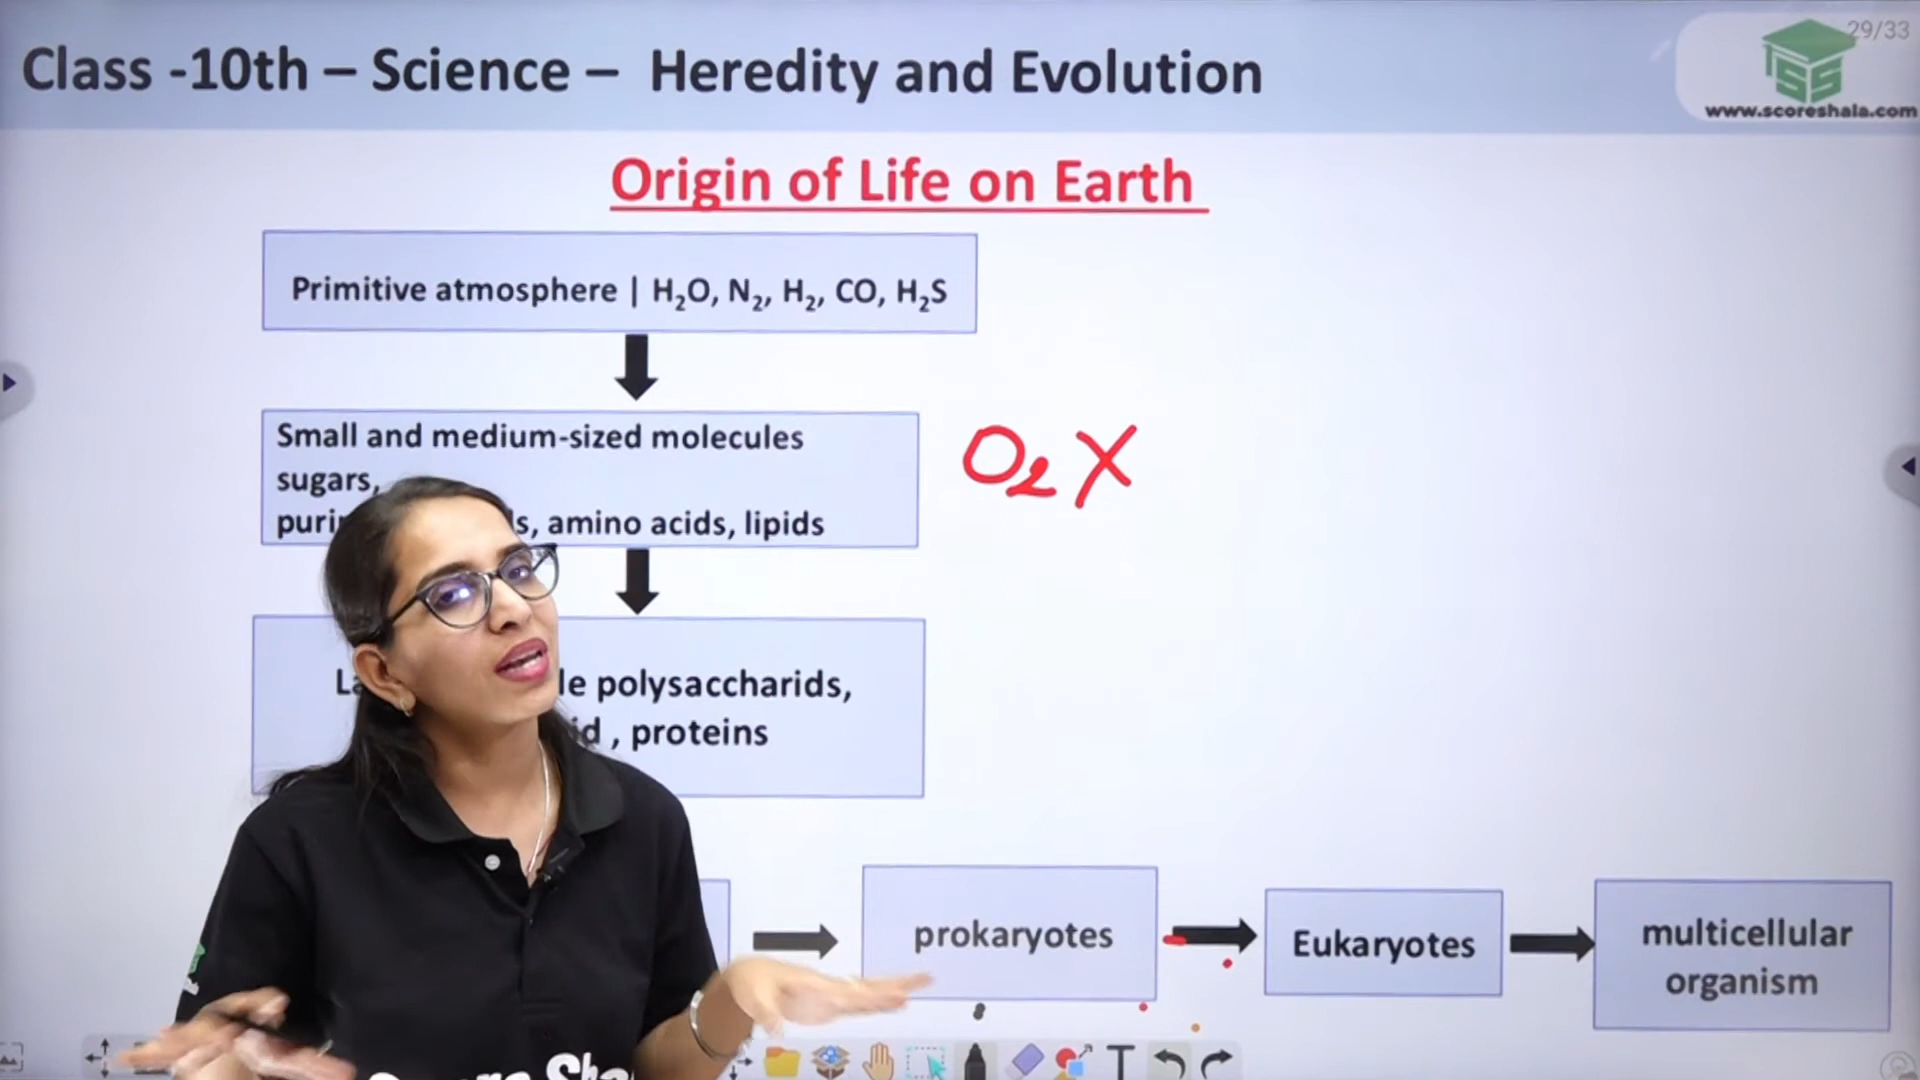 Class -10th – Science – Heredity and Evolution
29/33
www.scoreshala.com
Origin of Life on Earth
Primitive atmosphere | H₂O, N₂, H₂, CO, H₂S
Small and medium-sized molecules
sugars,
amino acids, lipids
O₂ X
polysaccharids,
, proteins
prokaryotes
Eukaryotes
multicellular
organism